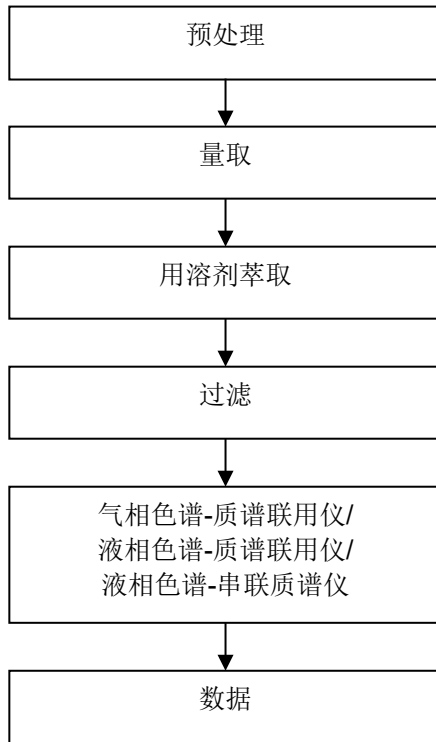 预处理
量取
用溶剂萃取
过滤
气相色谱-质谱联用仪/
液相色谱-质谱联用仪/
液相色谱-串联质谱仪
数据